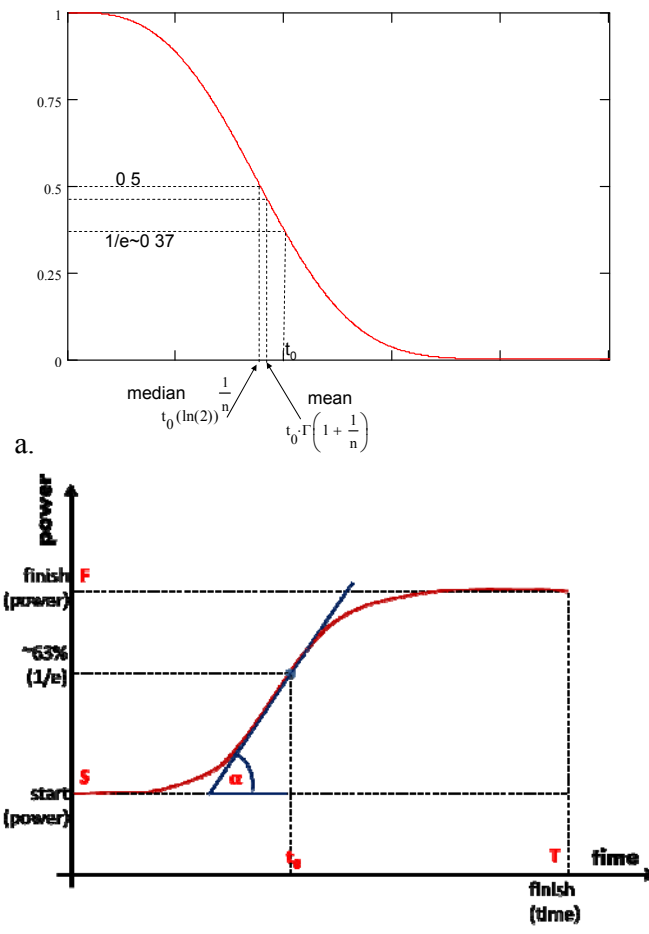 1
0.75
0 5
0.5
1/e~0 37
0.25
t0
0
median
t0 (ln(2)) 1/n
mean
t0·Γ(1 + 1/n)
a.
power
finish F
(power)
~63%
(1/e)
S
start
(power)
α
t0
T
time
finish
(time)